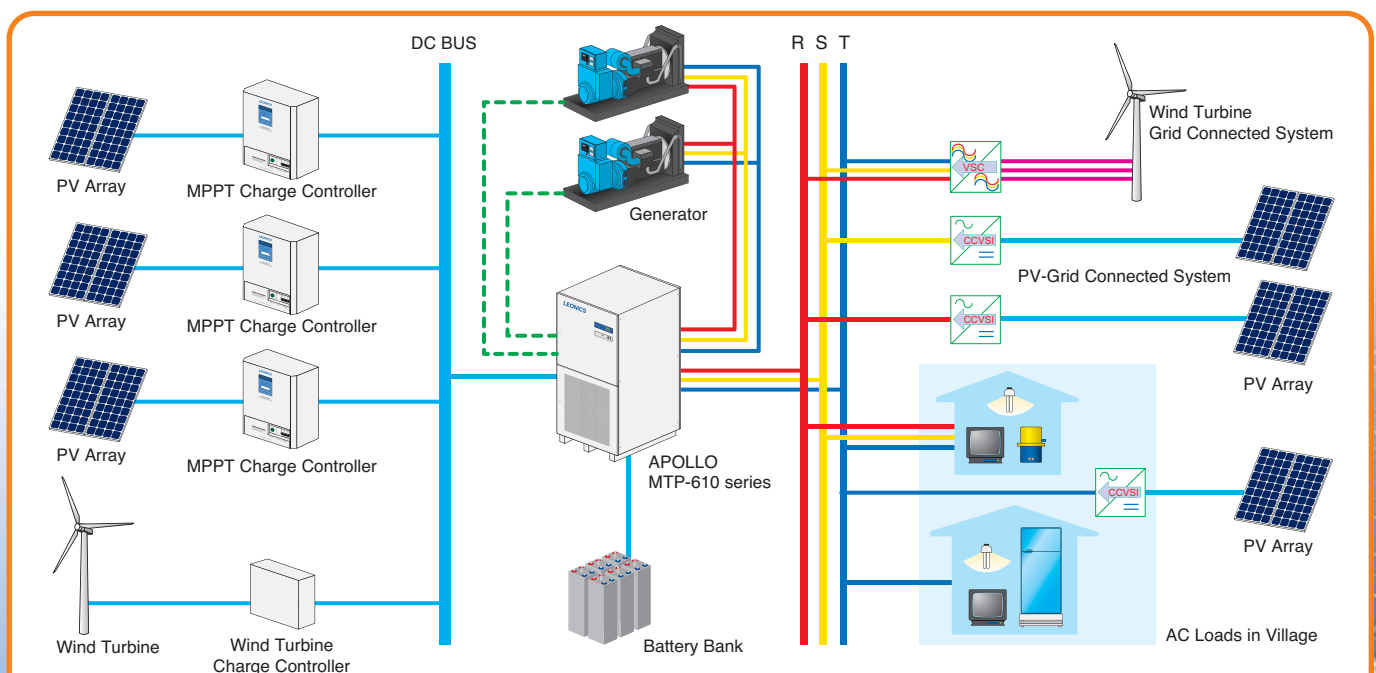 DC BUS
R S T
PV Array
LEONICS
MPPT Charge Controller
PV Array
MPPT Charge Controller
PV Array
MPPT Charge Controller
Wind Turbine
Wind Turbine
Charge Controller
Generator
LEONICS
APOLLO
MTP-610 series
Battery Bank
Wind Turbine
Grid Connected System
VSC
CCVSI
PV-Grid Connected System
CCVSI
PV Array
CCVSI
PV Array
AC Loads in Village